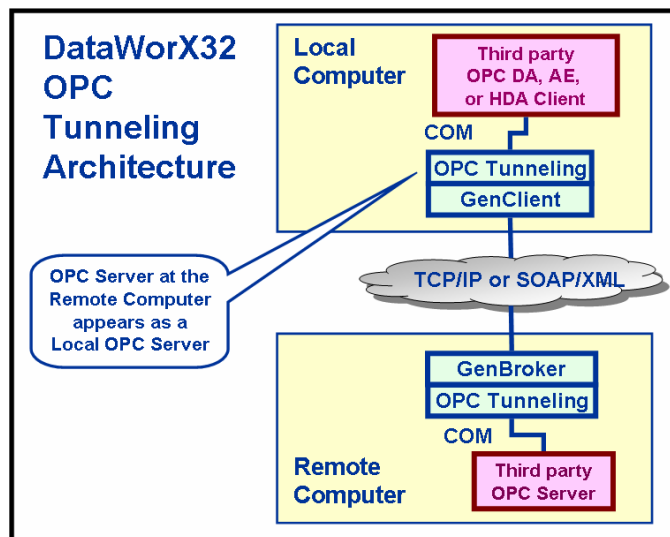 DataWorX32
OPC
Tunneling
Architecture
Local
Computer
Third party
OPC DA, AE,
or HDA Client
COM
OPC Tunneling
GenClient
OPC Server at the
Remote Computer
appears as a
Local OPC Server
TCP/IP or SOAP/XML
GenBroker
OPC Tunneling
COM
Remote
Computer
Third party
OPC Server